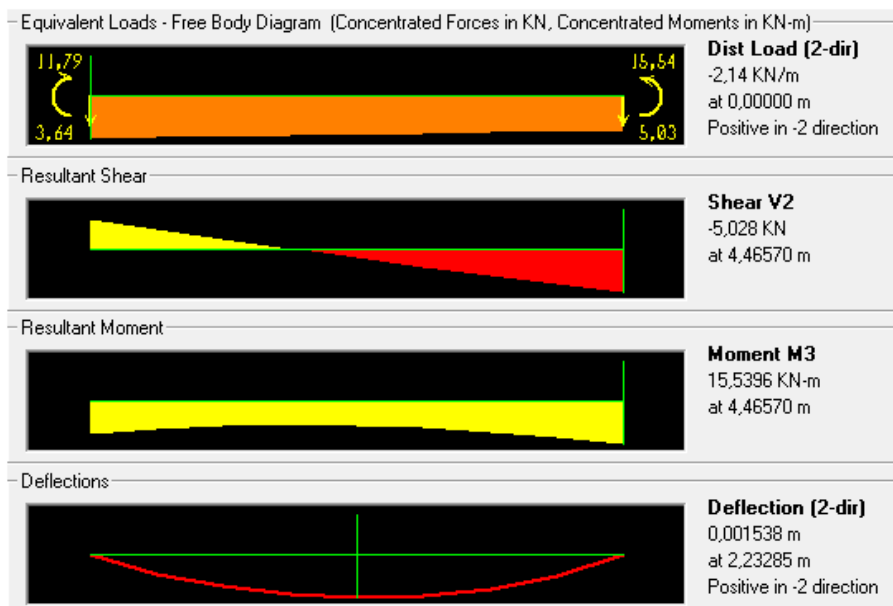 Equivalent Loads - Free Body Diagram (Concentrated Forces in KN, Concentrated Moments in KN-m)
11,79
15,54
3,64
5,03
Dist Load (2-dir)
-2,14 KN/m
at 0,00000 m
Positive in -2 direction
Resultant Shear
Shear V2
-5,028 KN
at 4,46570 m
Resultant Moment
Moment M3
15,5396 KN-m
at 4,46570 m
Deflections
Deflection (2-dir)
0,001538 m
at 2,23285 m
Positive in -2 direction